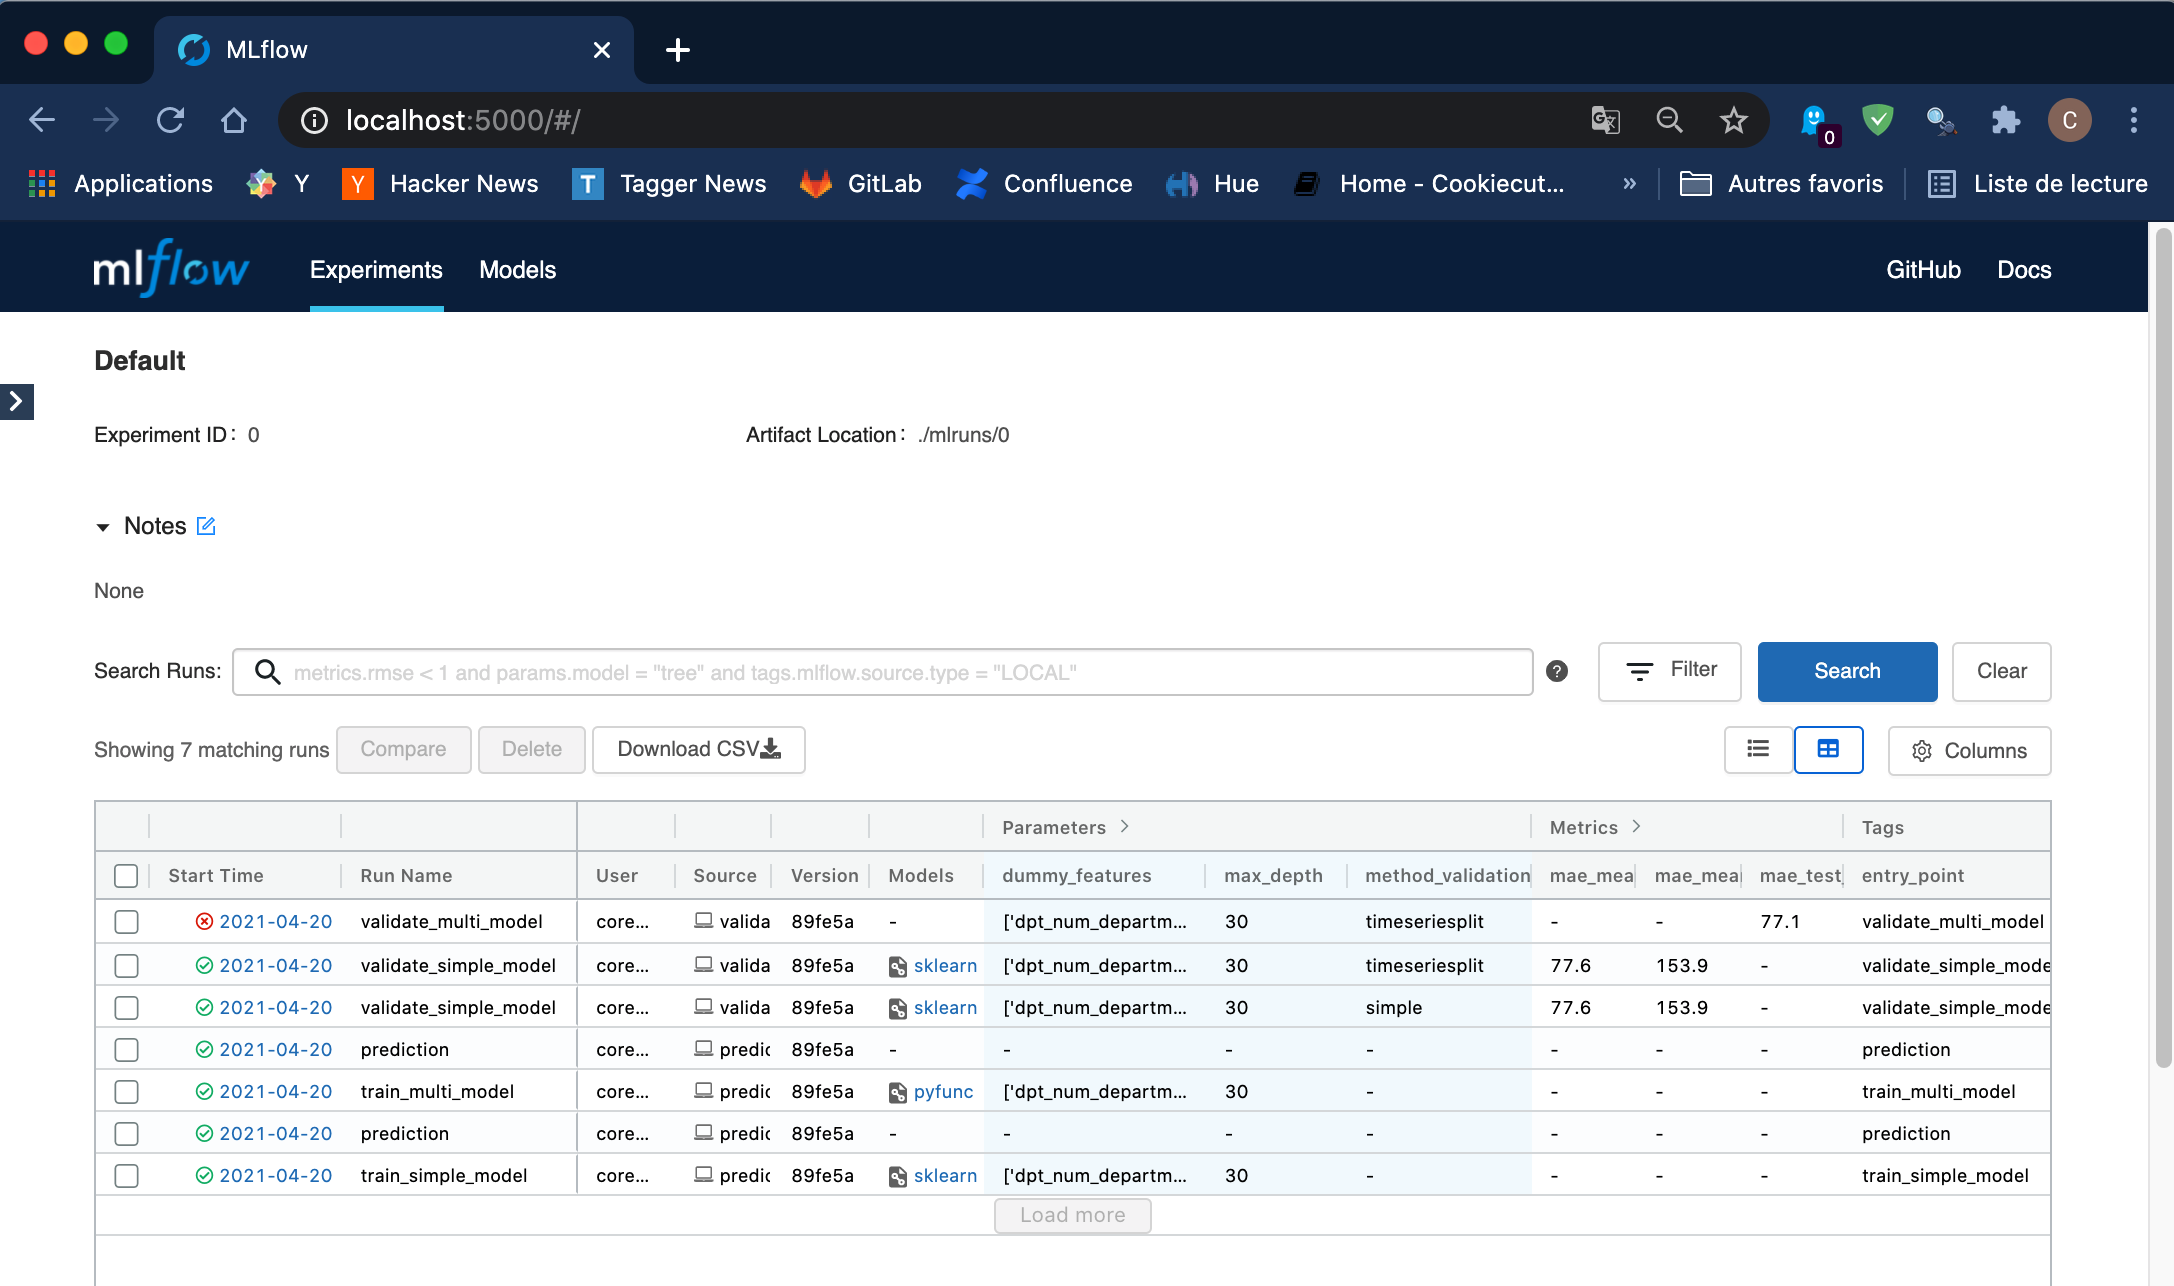 MLflow
localhost:5000/#/
0
C
Applications Y Hacker News Tagger News GitLab Confluence Hue Home - Cookiecut... » Autres favoris Liste de lecture
mlflow Experiments Models GitHub Docs
Default
Experiment ID: 0 Artifact Location: ./mlruns/0
Notes
None
Search Runs: metrics.rmse < 1 and params.model = "tree" and tags.mlflow.source.type = "LOCAL" ? Filter Search Clear
Showing 7 matching runs Compare Delete Download CSV Columns
Parameters > Metrics > Tags
Start Time Run Name User Source Version Models dummy_features max_depth method_validation mae_mea mae_mea mae_test_ entry_point
2021-04-20 validate_multi_model core... valida 89fe5a - ['dpt_num_departm... 30 timeseriesplit - - 77.1 validate_multi_model
2021-04-20 validate_simple_model core... valida 89fe5a sklearn ['dpt_num_departm... 30 timeseriesplit 77.6 153.9 - validate_simple_mode
2021-04-20 validate_simple_model core... valida 89fe5a sklearn ['dpt_num_departm... 30 simple 77.6 153.9 - validate_simple_mode
2021-04-20 prediction core... predic 89fe5a - - - - - - - prediction
2021-04-20 train_multi_model core... predic 89fe5a pyfunc ['dpt_num_departm... 30 - - - - train_multi_model
2021-04-20 prediction core... predic 89fe5a - - - - - - - prediction
2021-04-20 train_simple_model core... predic 89fe5a sklearn ['dpt_num_departm... 30 - - - - train_simple_model
Load more